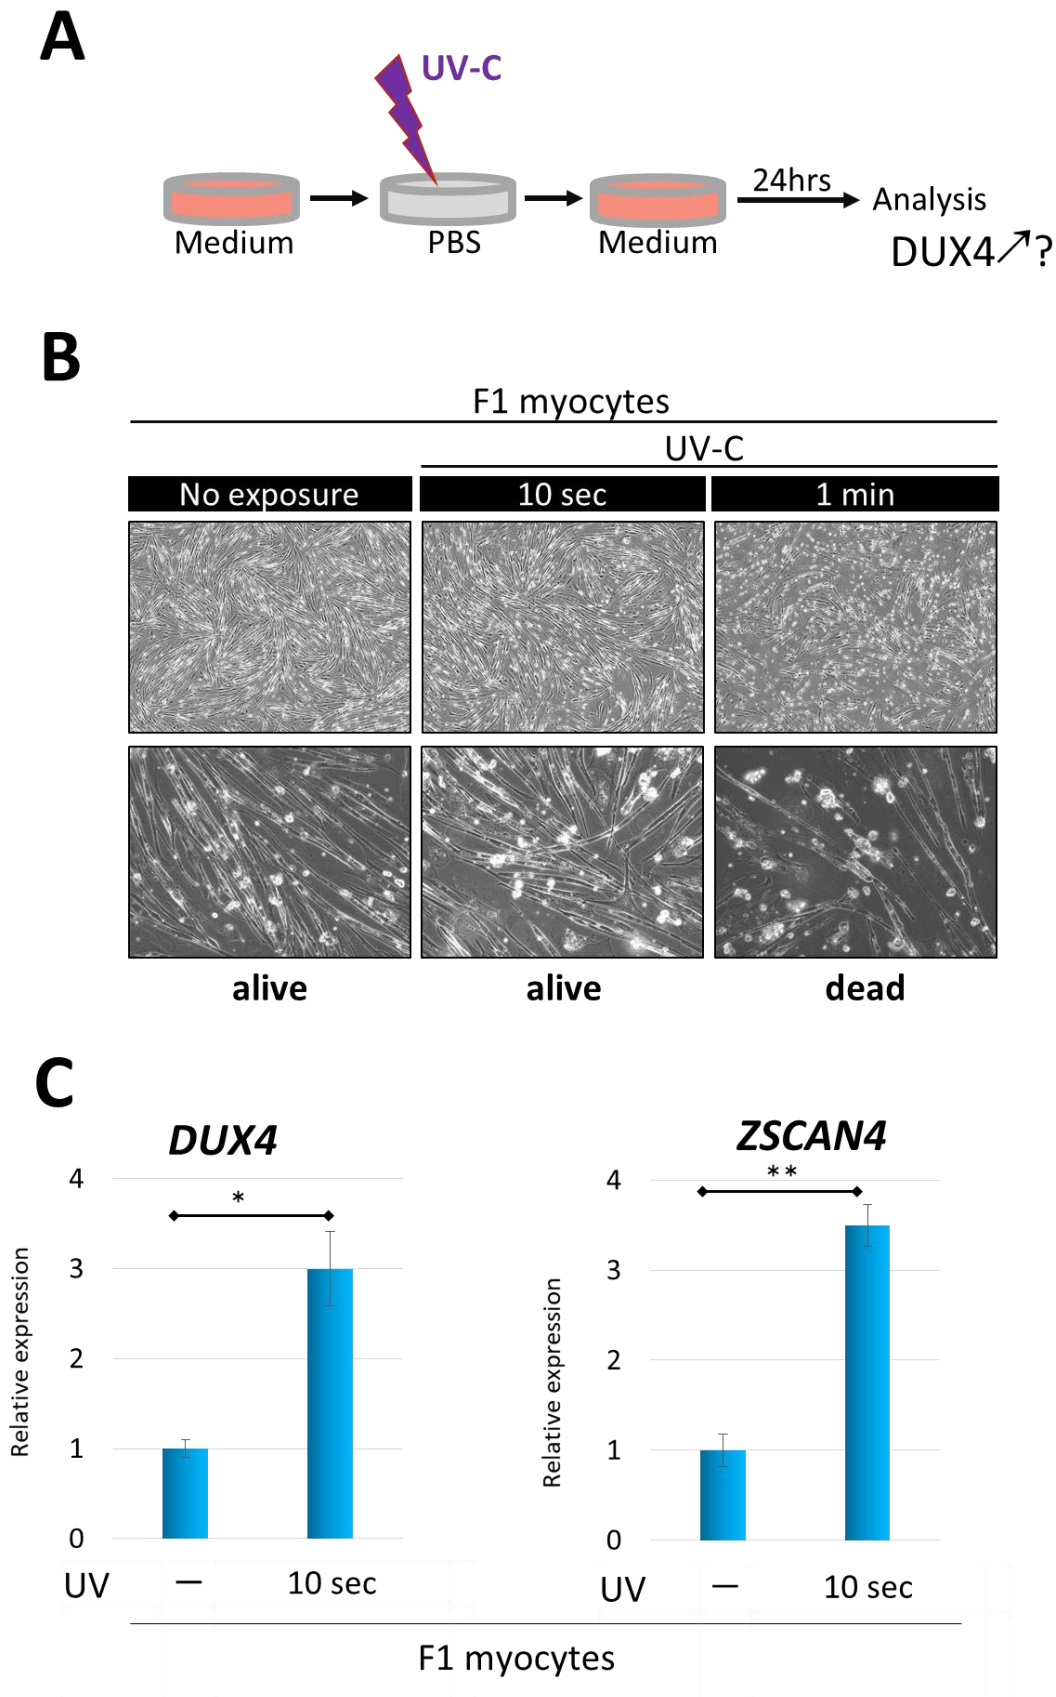 A
UV-C
24hrs
Analysis
Medium
PBS
Medium
DUX4↗?
B
F1 myocytes
UV-C
No exposure
10 sec
1 min
alive
alive
dead
C
DUX4
ZSCAN4
*
**
Relative expression
4
3
2
1
0
Relative expression
4
3
2
1
0
UV
—
10 sec
UV
—
10 sec
F1 myocytes